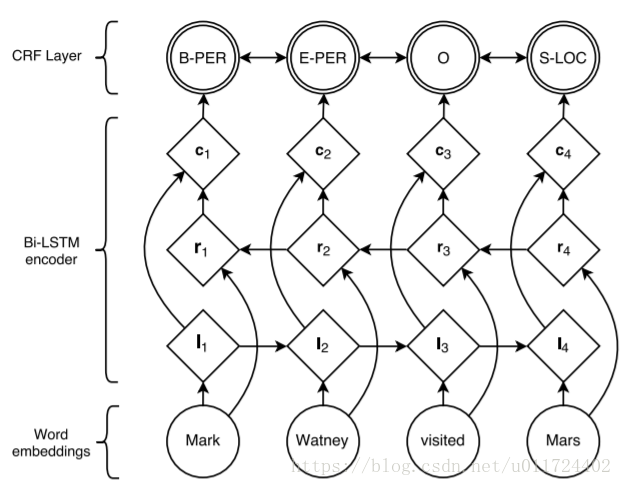 CRF Layer
B-PER
E-PER
O
S-LOC
c1
c2
c3
c4
Bi-LSTM
encoder
r1
r2
r3
r4
l1
l2
l3
l4
Word
embeddings
Mark
Watney
visited
Mars
https://blog.csdn.net/u011724402